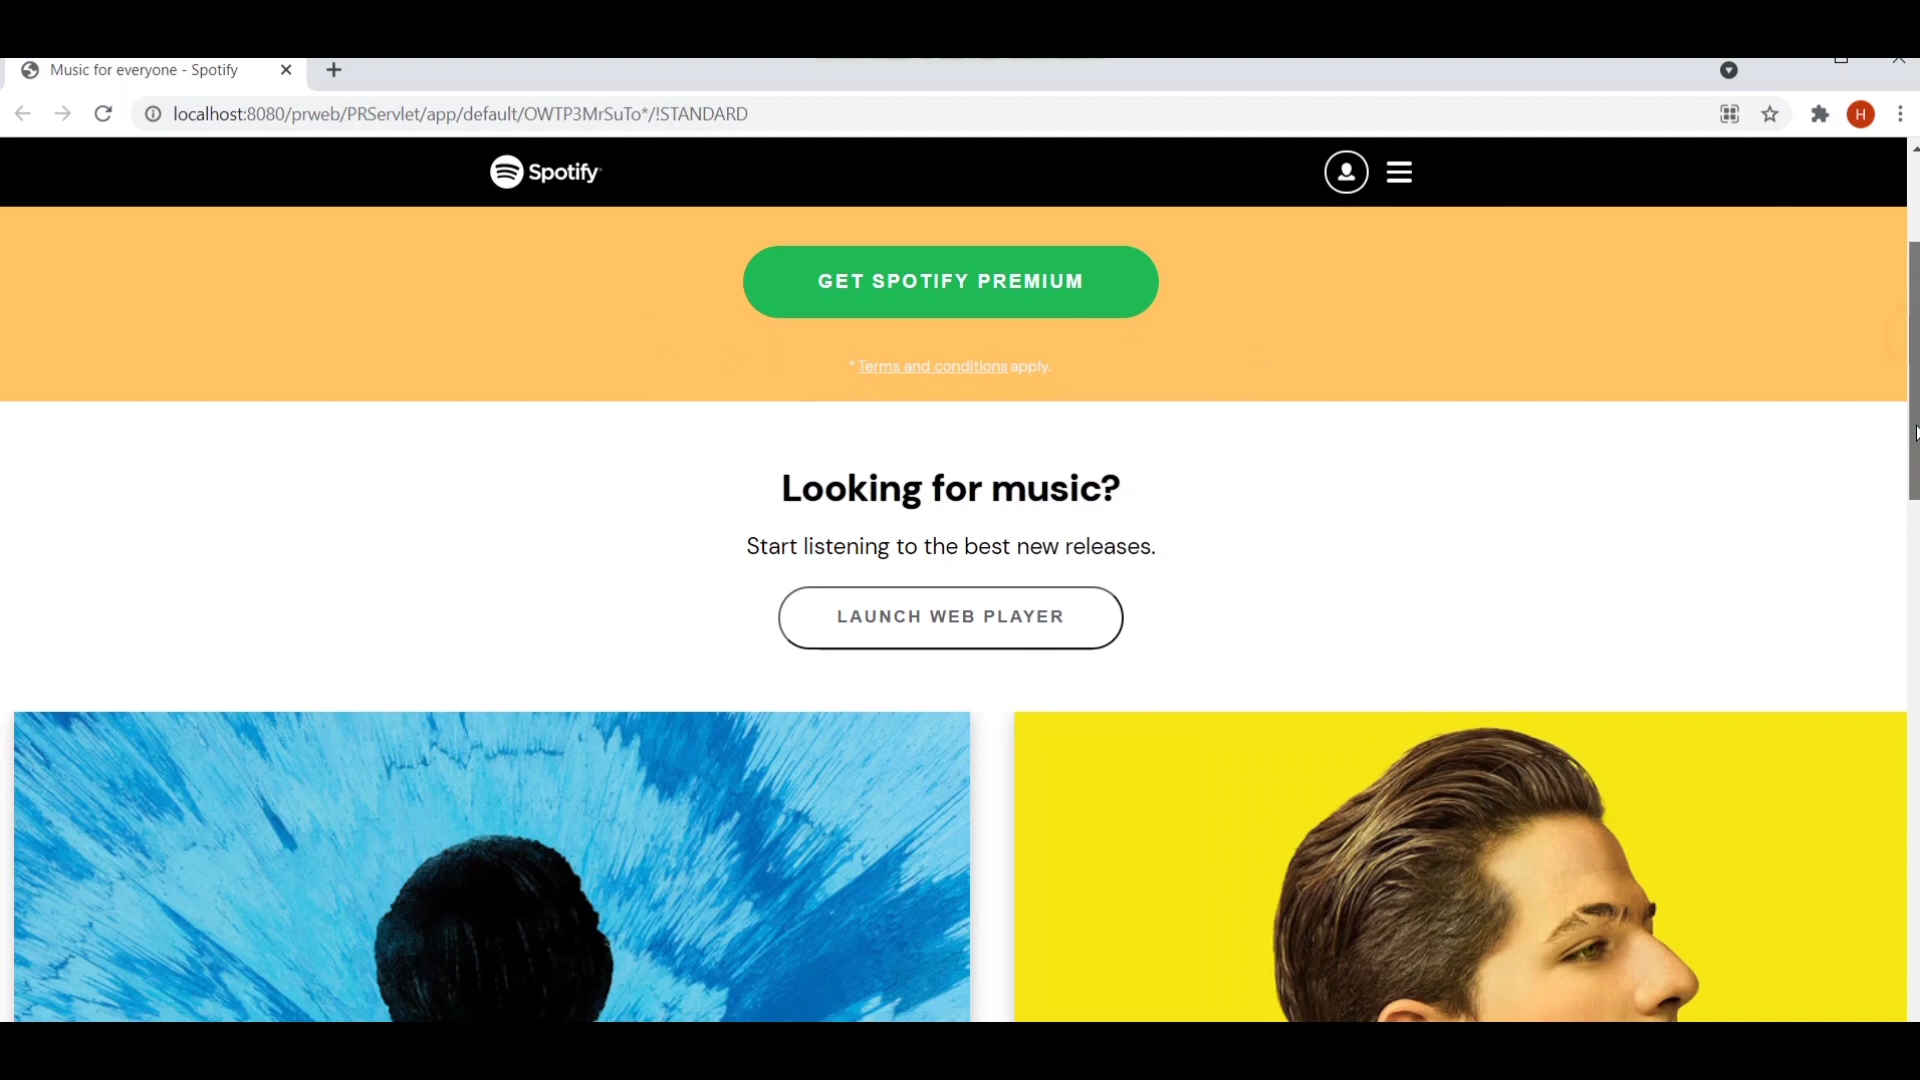 Music for everyone - Spotify
localhost:8080/prweb/PRServlet/app/default/OWTP3MrSuTo*/!STANDARD
H
Spotify
GET SPOTIFY PREMIUM
* Terms and conditions apply.
Looking for music?
Start listening to the best new releases.
LAUNCH WEB PLAYER